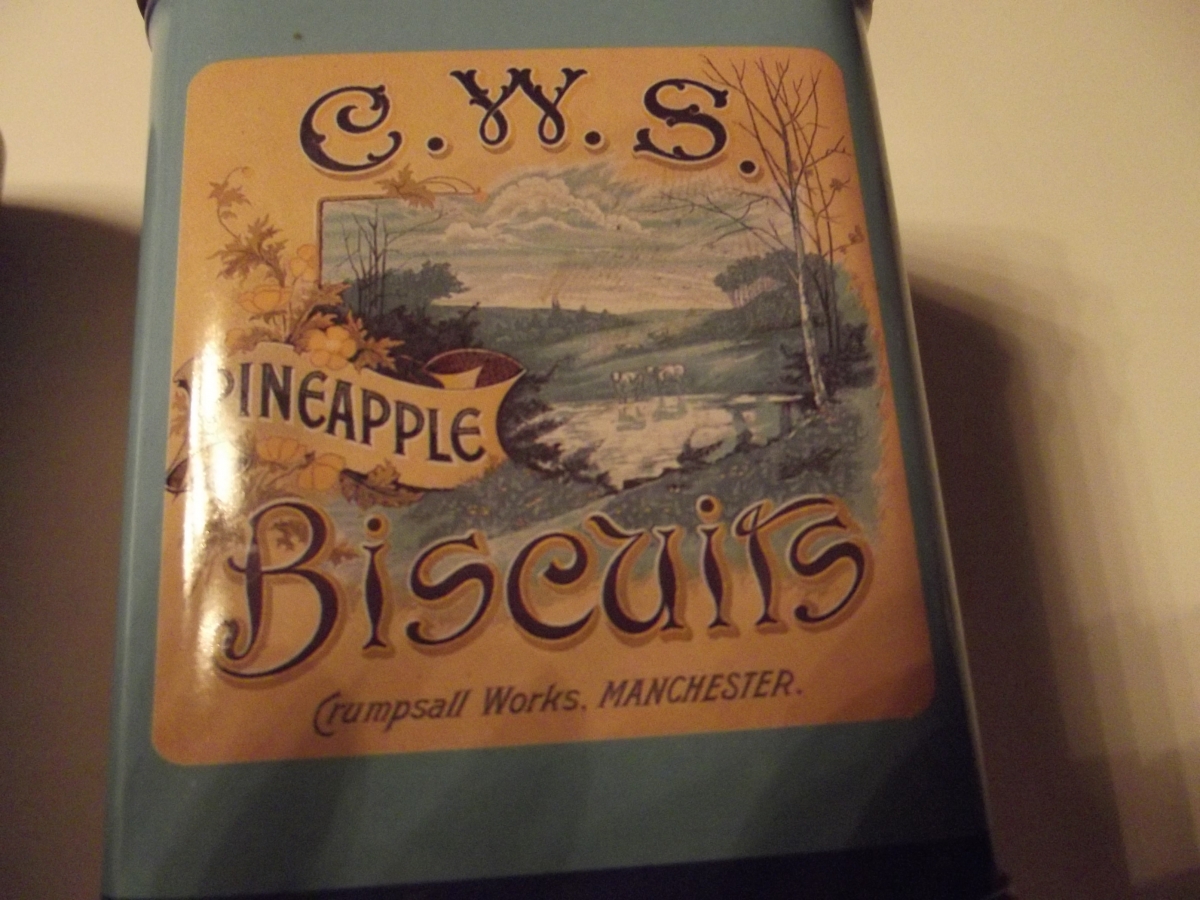 C.W.S.
PINEAPPLE
Biscuits
Crumpsall Works. MANCHESTER.